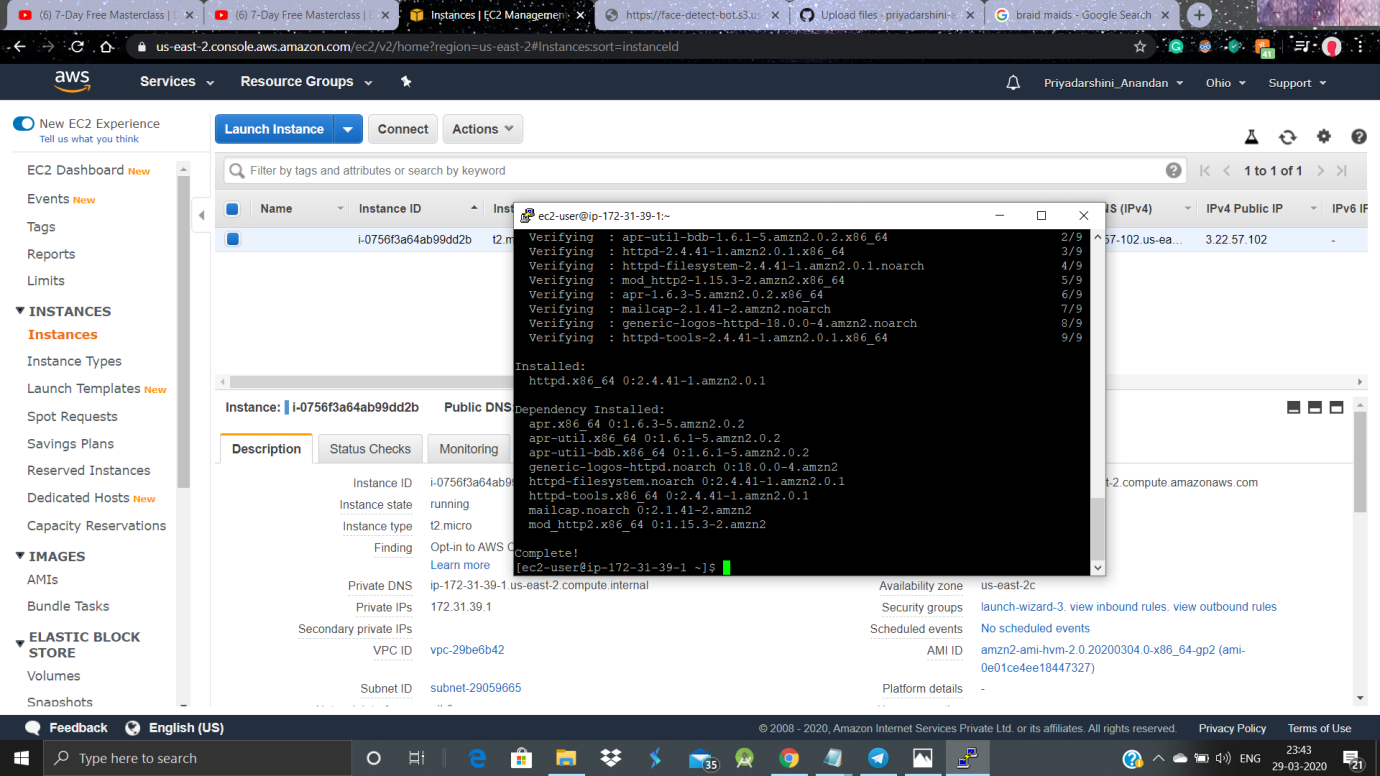 (6) 7-Day Free Masterclass | D
(6) 7-Day Free Masterclass | D
Instances | EC2 Management
https://face-detect-bot.s3.us
Upload files · priyadarshini-a
braid maids - Google Search
us-east-2.console.aws.amazon.com/ec2/v2/home?region=us-east-2#Instances:sort=instanceId
41
aws
Services
Resource Groups
Priyadarshini_Anandan
Ohio
Support
New EC2 Experience
Tell us what you think
EC2 Dashboard New
Events New
Tags
Reports
Limits
INSTANCES
Instances
Instance Types
Launch Templates New
Spot Requests
Savings Plans
Reserved Instances
Dedicated Hosts New
Capacity Reservations
IMAGES
AMIs
Bundle Tasks
ELASTIC BLOCK
STORE
Volumes
Snapshots
Launch Instance
Connect
Actions
Filter by tags and attributes or search by keyword
1 to 1 of 1
Name
Instance ID
Inst
NS (IPv4)
IPv4 Public IP
IPv6 IP
i-0756f3a64ab99dd2b
t2.m
57-102.us-ea...
3.22.57.102
-
ec2-user@ip-172-31-39-1:~
Verifying : apr-util-bdb-1.6.1-5.amzn2.0.2.x86_64 2/9
Verifying : httpd-2.4.41-1.amzn2.0.1.x86_64 3/9
Verifying : httpd-filesystem-2.4.41-1.amzn2.0.1.noarch 4/9
Verifying : mod_http2-1.15.3-2.amzn2.x86_64 5/9
Verifying : apr-1.6.3-5.amzn2.0.2.x86_64 6/9
Verifying : mailcap-2.1.41-2.amzn2.noarch 7/9
Verifying : generic-logos-httpd-18.0.0-4.amzn2.noarch 8/9
Verifying : httpd-tools-2.4.41-1.amzn2.0.1.x86_64 9/9
Installed:
httpd.x86_64 0:2.4.41-1.amzn2.0.1
Dependency Installed:
apr.x86_64 0:1.6.3-5.amzn2.0.2
apr-util.x86_64 0:1.6.1-5.amzn2.0.2
apr-util-bdb.x86_64 0:1.6.1-5.amzn2.0.2
generic-logos-httpd.noarch 0:18.0.0-4.amzn2
httpd-filesystem.noarch 0:2.4.41-1.amzn2.0.1
httpd-tools.x86_64 0:2.4.41-1.amzn2.0.1
mailcap.noarch 0:2.1.41-2.amzn2
mod_http2.x86_64 0:1.15.3-2.amzn2
Complete!
[ec2-user@ip-172-31-39-1 ~]$
Instance: i-0756f3a64ab99dd2b Public DNS
Description
Status Checks
Monitoring
Instance ID i-0756f3a64ab9
Instance state running
Instance type t2.micro
Finding Opt-in to AWS C
Learn more
Private DNS ip-172-31-39-1.us-east-2.compute.internal
Private IPs 172.31.39.1
Secondary private IPs
VPC ID vpc-29be6b42
Subnet ID subnet-29059665
t-2.compute.amazonaws.com
Availability zone us-east-2c
Security groups launch-wizard-3. view inbound rules. view outbound rules
Scheduled events No scheduled events
AMI ID amzn2-ami-hvm-2.0.20200304.0-x86_64-gp2 (ami-
0e01ce4ee18447327)
Platform details -
Feedback
English (US)
© 2008 - 2020, Amazon Internet Services Private Ltd. or its affiliates. All rights reserved.
Privacy Policy
Terms of Use
Type here to search
35
ENG
23:43
29-03-2020
21